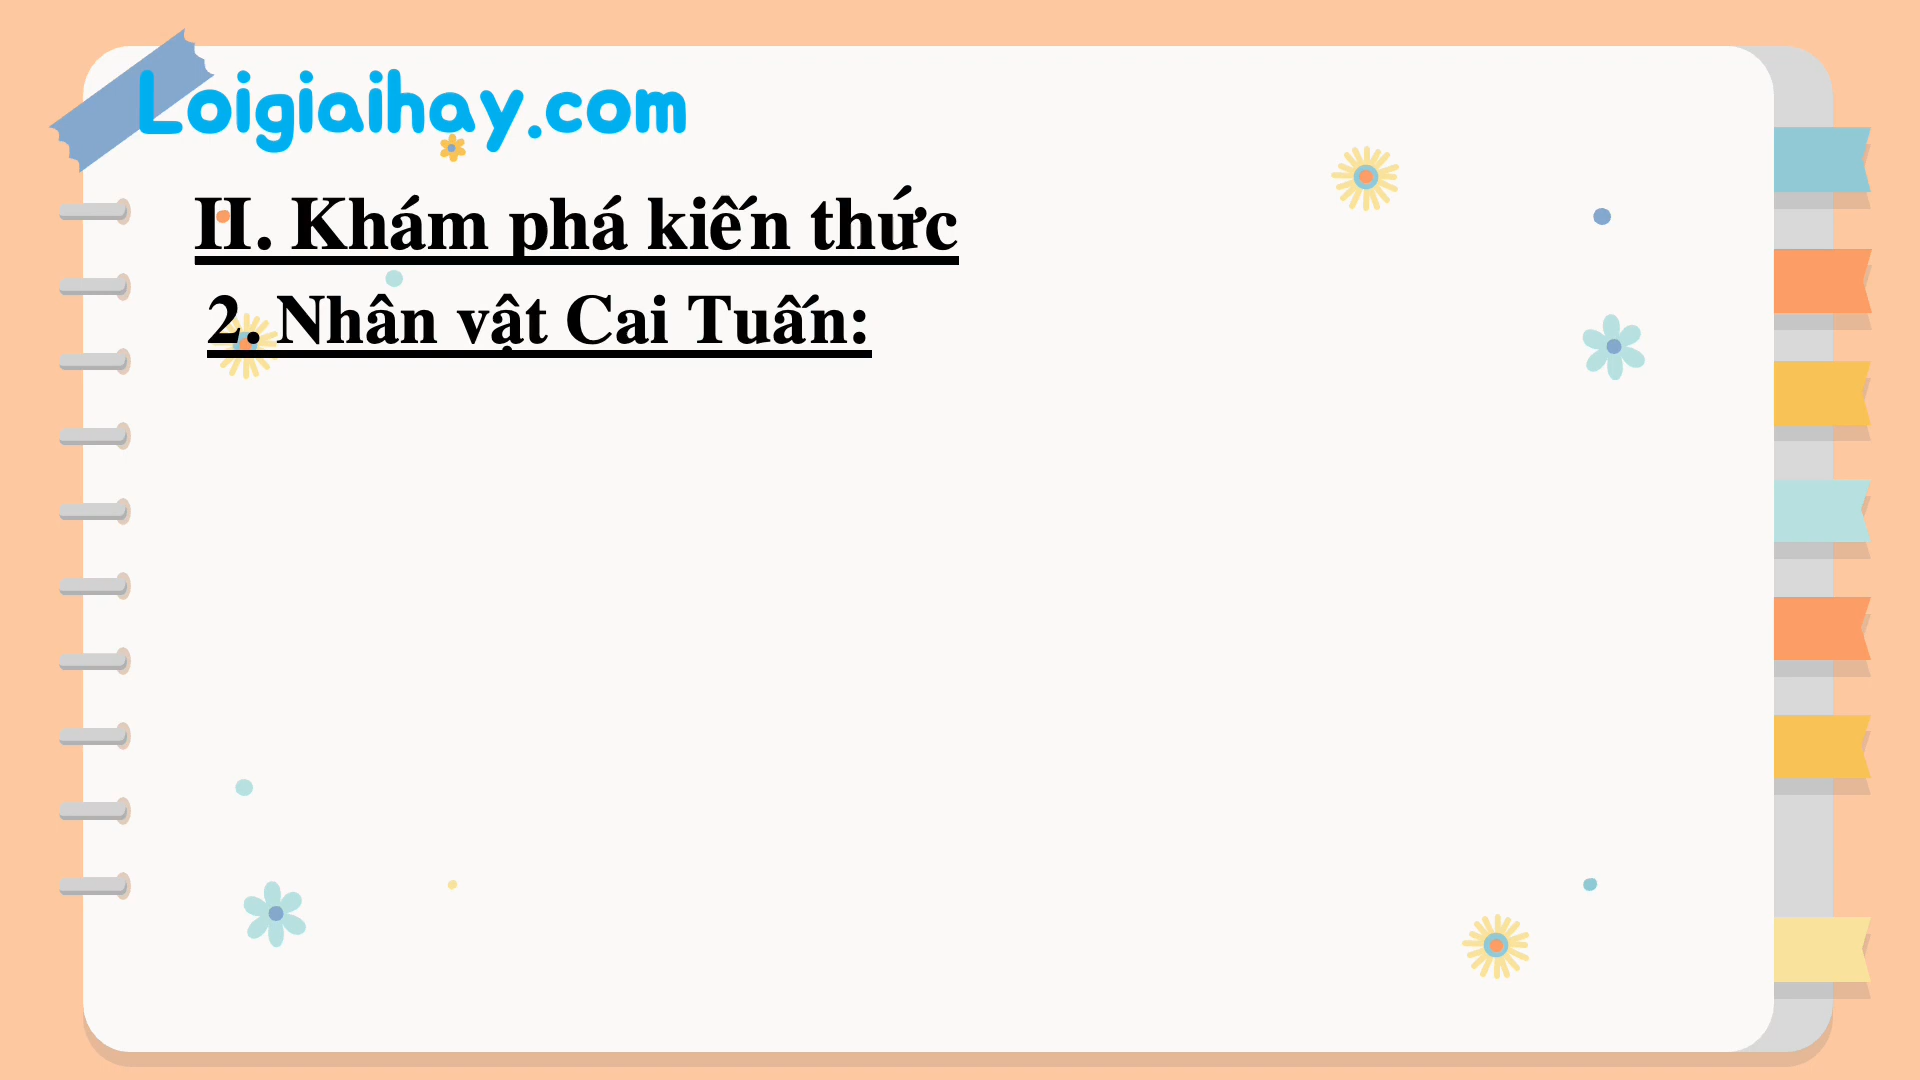 Loigiaihay.com
II. Khám phá kiến thức
2. Nhân vật Cai Tuấn: